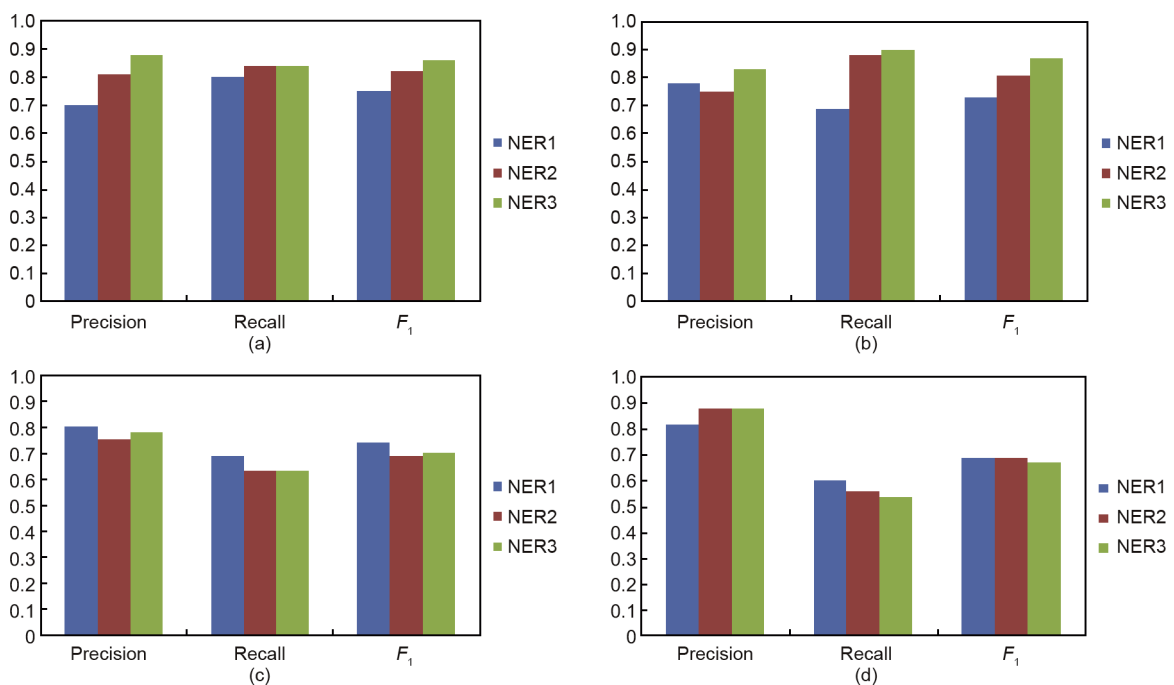 1.0
0.9
0.8
0.7
0.6
0.5
0.4
0.3
0.2
0.1
0
NER1
NER2
NER3
Precision
Recall
F1
(a)
1.0
0.9
0.8
0.7
0.6
0.5
0.4
0.3
0.2
0.1
0
NER1
NER2
NER3
Precision
Recall
F1
(b)
1.0
0.9
0.8
0.7
0.6
0.5
0.4
0.3
0.2
0.1
0
NER1
NER2
NER3
Precision
Recall
F1
(c)
1.0
0.9
0.8
0.7
0.6
0.5
0.4
0.3
0.2
0.1
0
NER1
NER2
NER3
Precision
Recall
F1
(d)